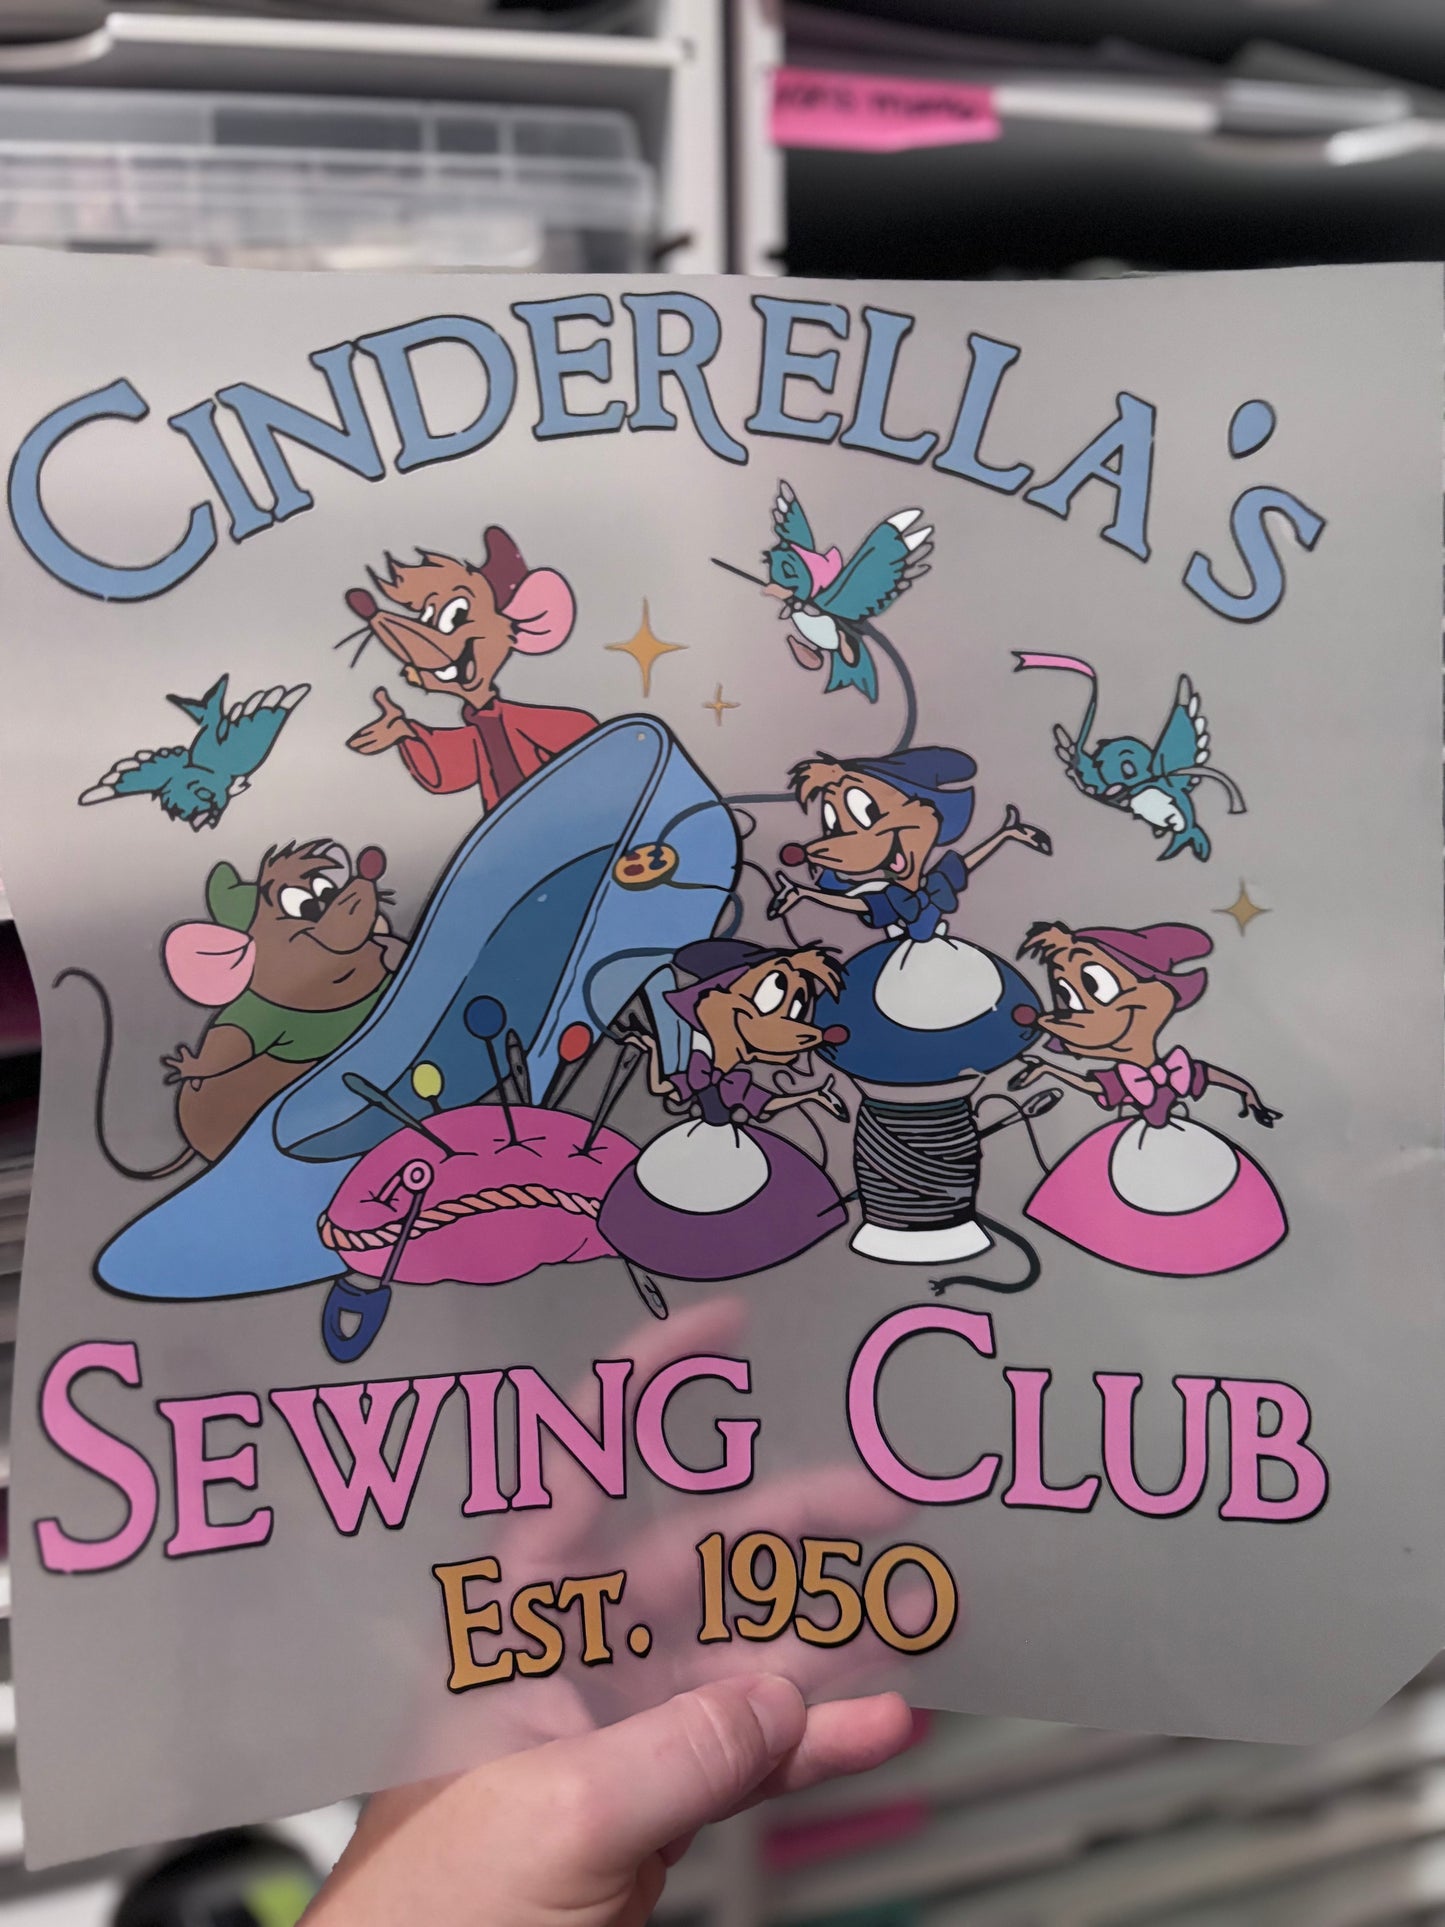 CINDERELLA'S
SEWING CLUB
EST. 1950